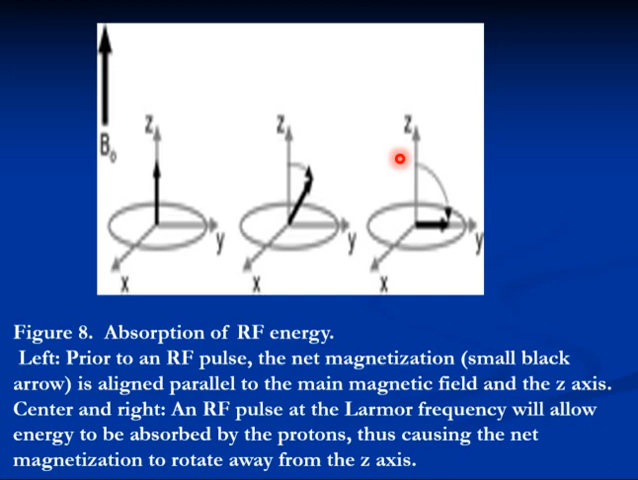 z z z
B₀
y y y
x x x
Figure 8. Absorption of RF energy.
Left: Prior to an RF pulse, the net magnetization (small black
arrow) is aligned parallel to the main magnetic field and the z axis.
Center and right: An RF pulse at the Larmor frequency will allow
energy to be absorbed by the protons, thus causing the net
magnetization to rotate away from the z axis.